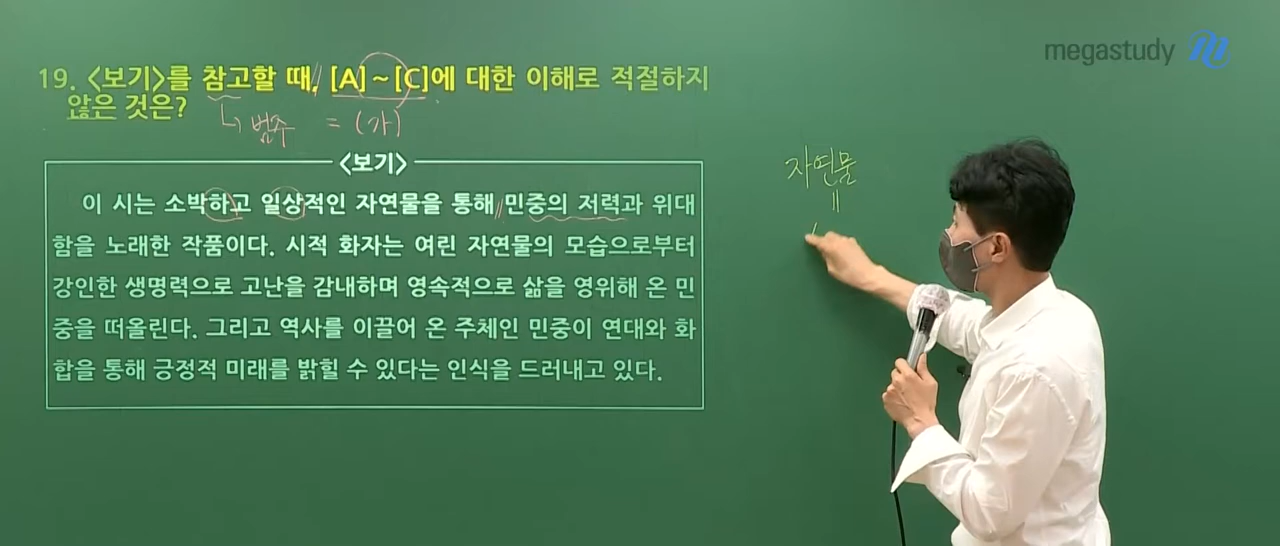 megastudy
19. <보기>를 참고할 때, [A]~[C]에 대한 이해로 적절하지
않은 것은?
범주 = (가)
<보기>
이 시는 소박하고 일상적인 자연물을 통해 민중의 저력과 위대
함을 노래한 작품이다. 시적 화자는 여린 자연물의 모습으로부터
강인한 생명력으로 고난을 감내하며 영속적으로 삶을 영위해 온 민
중을 떠올린다. 그리고 역사를 이끌어 온 주체인 민중이 연대와 화
합을 통해 긍정적 미래를 밝힐 수 있다는 인식을 드러내고 있다.
자연물
=